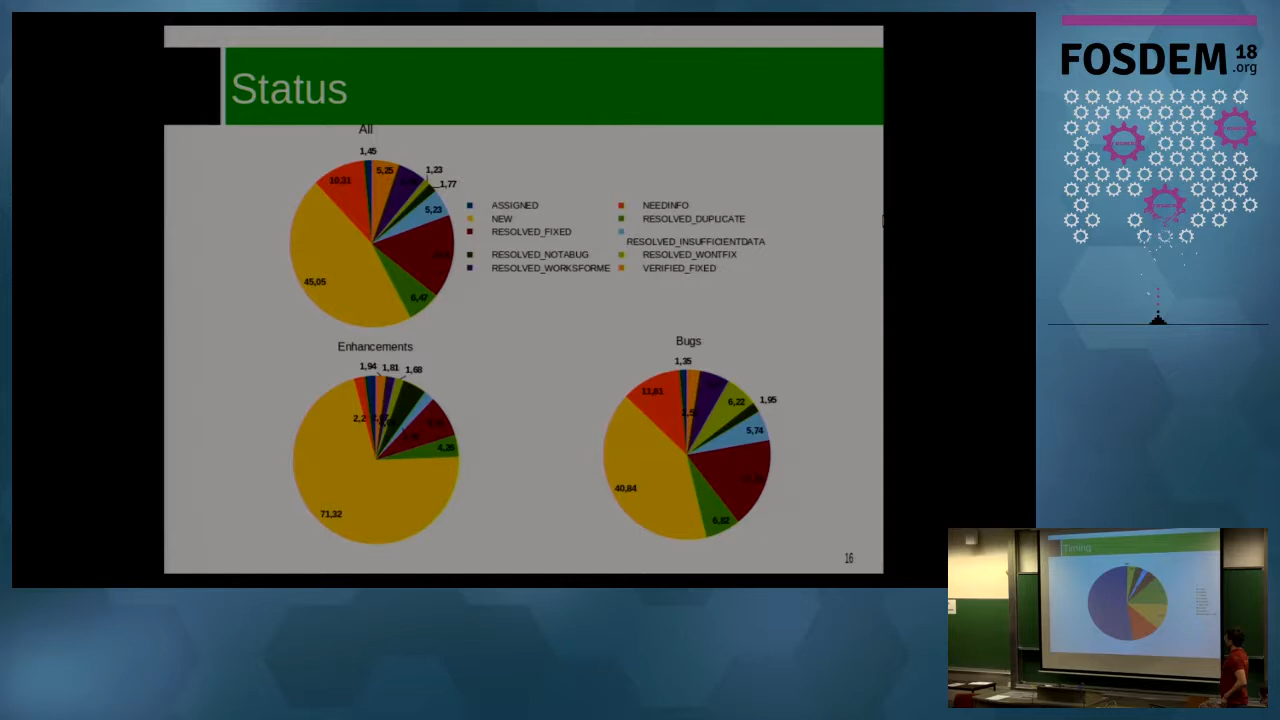 Status
All
1,45
5,25
1,23
1,77
10,31
5,23
45,05
6,47
ASSIGNED
NEEDINFO
NEW
RESOLVED_DUPLICATE
RESOLVED_FIXED
RESOLVED_INSUFFICIENTDATA
RESOLVED_NOTABUG
RESOLVED_WONTFIX
RESOLVED_WORKSFORME
VERIFIED_FIXED
Enhancements
1,94
1,81
1,68
2,2
71,32
Bugs
1,35
11,81
6,22
1,95
5,74
40,84
6,82
16
FOSDEM 18
.org
Timing